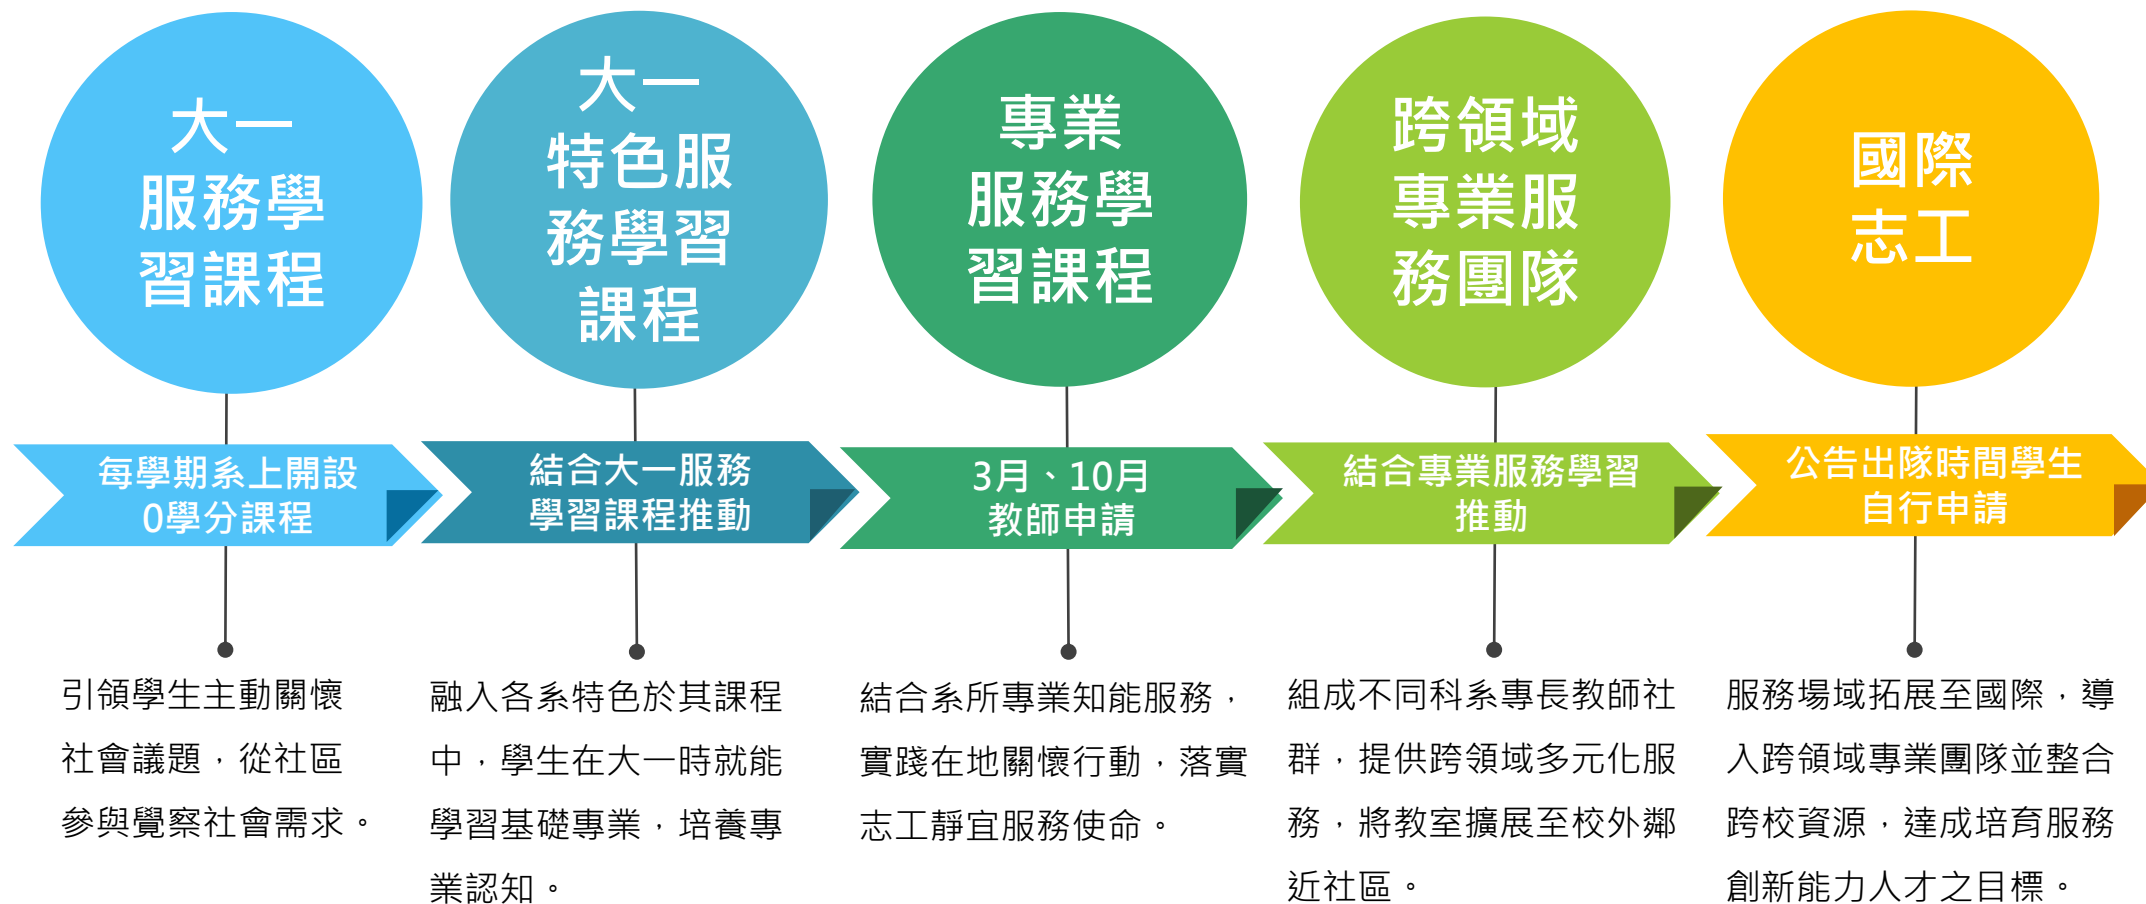 大一
服務學
習課程
每學期系上開設
0學分課程
引領學生主動關懷
社會議題，從社區
參與覺察社會需求。
大一
特色服
務學習
課程
結合大一服務
學習課程推動
融入各系特色於其課程
中，學生在大一時就能
學習基礎專業，培養專
業認知。
專業
服務學
習課程
3月、10月
教師申請
結合系所專業知能服務，
實踐在地關懷行動，落實
志工靜宜服務使命。
跨領域
專業服
務團隊
結合專業服務學習
推動
組成不同科系專長教師社
群，提供跨領域多元化服
務，將教室擴展至校外鄰
近社區。
國際
志工
公告出隊時間學生
自行申請
服務場域拓展至國際，導
入跨領域專業團隊並整合
跨校資源，達成培育服務
創新能力人才之目標。